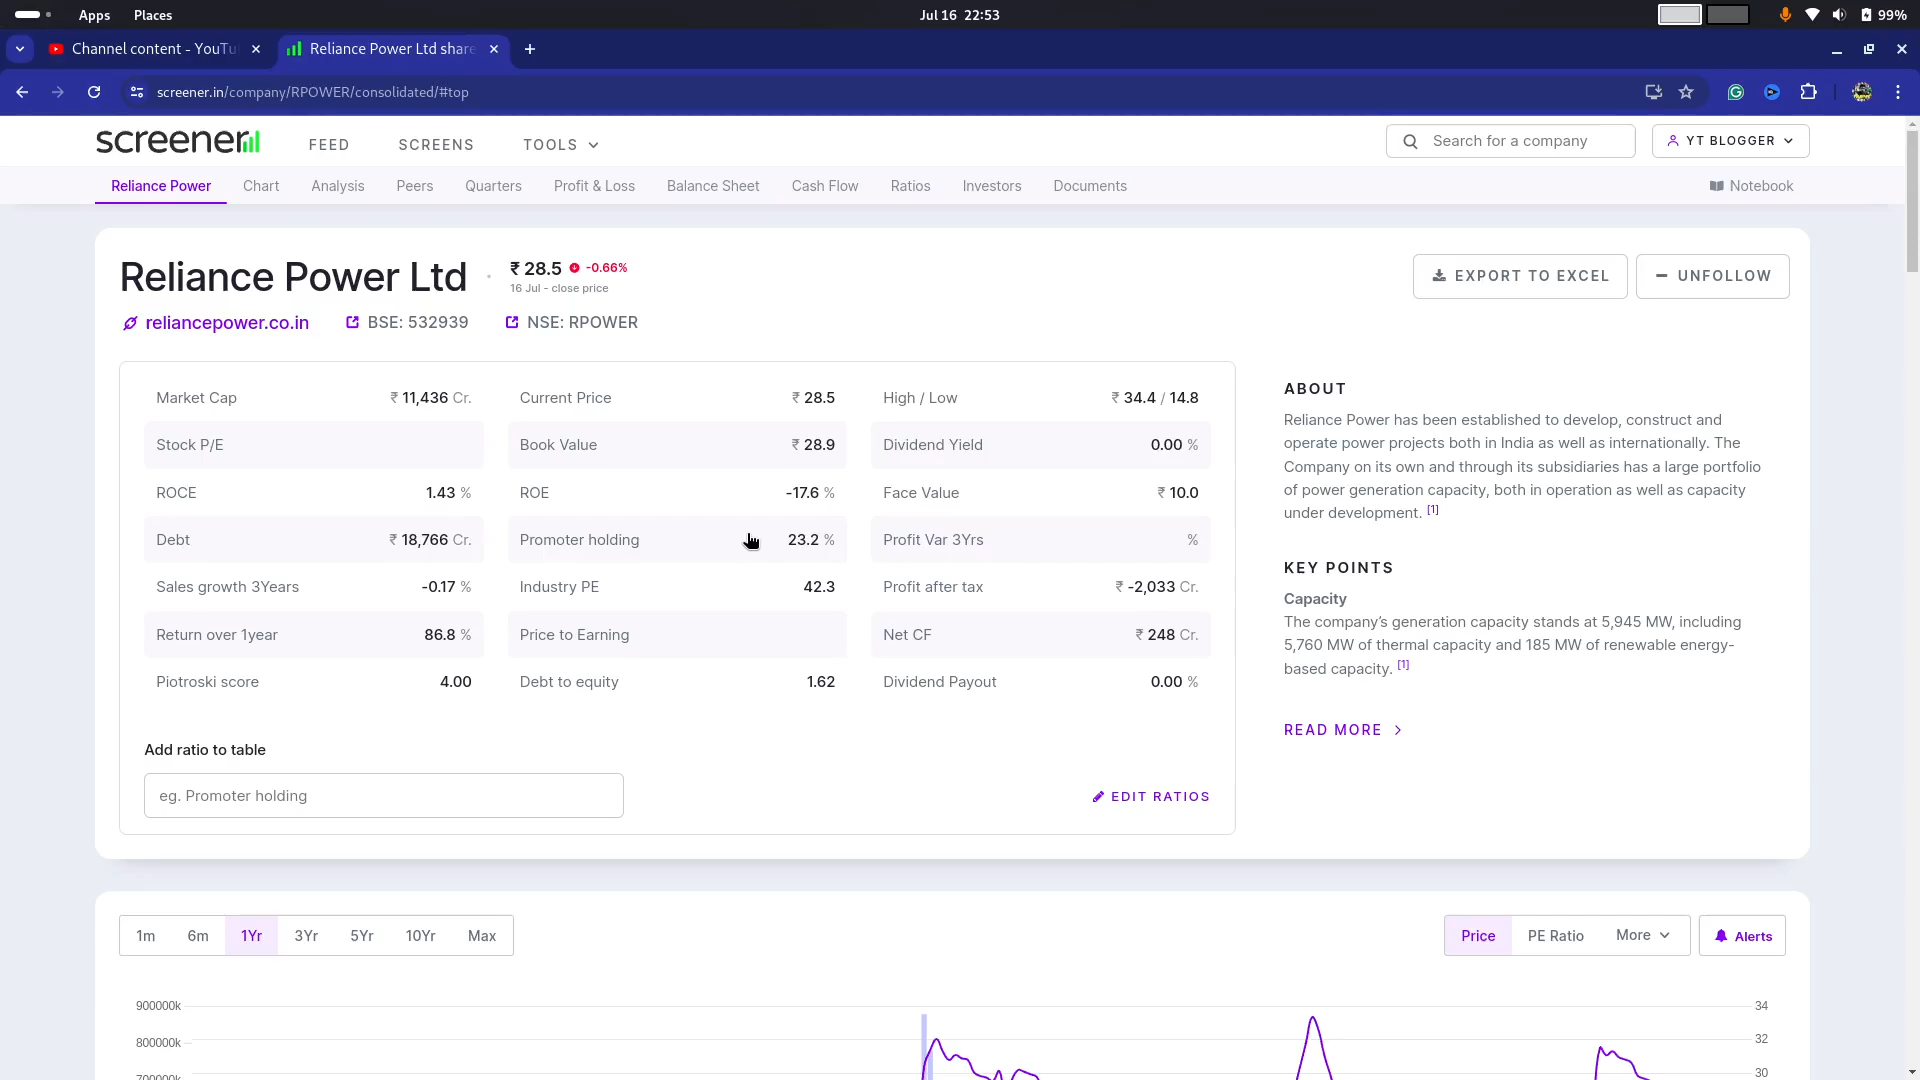 Apps Places Jul 16 22:53 99%
Channel content - YouTu Reliance Power Ltd share
screener.in/company/RPOWER/consolidated/#top
screener FEED SCREENS TOOLS Search for a company YT BLOGGER
Reliance Power Chart Analysis Peers Quarters Profit & Loss Balance Sheet Cash Flow Ratios Investors Documents Notebook
Reliance Power Ltd ₹ 28.5 -0.66% EXPORT TO EXCEL UNFOLLOW
16 Jul - close price
reliancepower.co.in BSE: 532939 NSE: RPOWER
Market Cap ₹ 11,436 Cr. Current Price ₹ 28.5 High / Low ₹ 34.4 / 14.8
Stock P/E Book Value ₹ 28.9 Dividend Yield 0.00 %
ROCE 1.43 % ROE -17.6 % Face Value ₹ 10.0
Debt ₹ 18,766 Cr. Promoter holding 23.2 % Profit Var 3Yrs %
Sales growth 3Years -0.17 % Industry PE 42.3 Profit after tax ₹ -2,033 Cr.
Return over 1year 86.8 % Price to Earning Net CF ₹ 248 Cr.
Piotroski score 4.00 Debt to equity 1.62 Dividend Payout 0.00 %
Add ratio to table
eg. Promoter holding EDIT RATIOS
ABOUT
Reliance Power has been established to develop, construct and
operate power projects both in India as well as internationally. The
Company on its own and through its subsidiaries has a large portfolio
of power generation capacity, both in operation as well as capacity
under development. [1]
KEY POINTS
Capacity
The company's generation capacity stands at 5,945 MW, including
5,760 MW of thermal capacity and 185 MW of renewable energy-
based capacity. [1]
READ MORE
1m 6m 1Yr 3Yr 5Yr 10Yr Max Price PE Ratio More Alerts
900000k 34
800000k 32
700000k 30